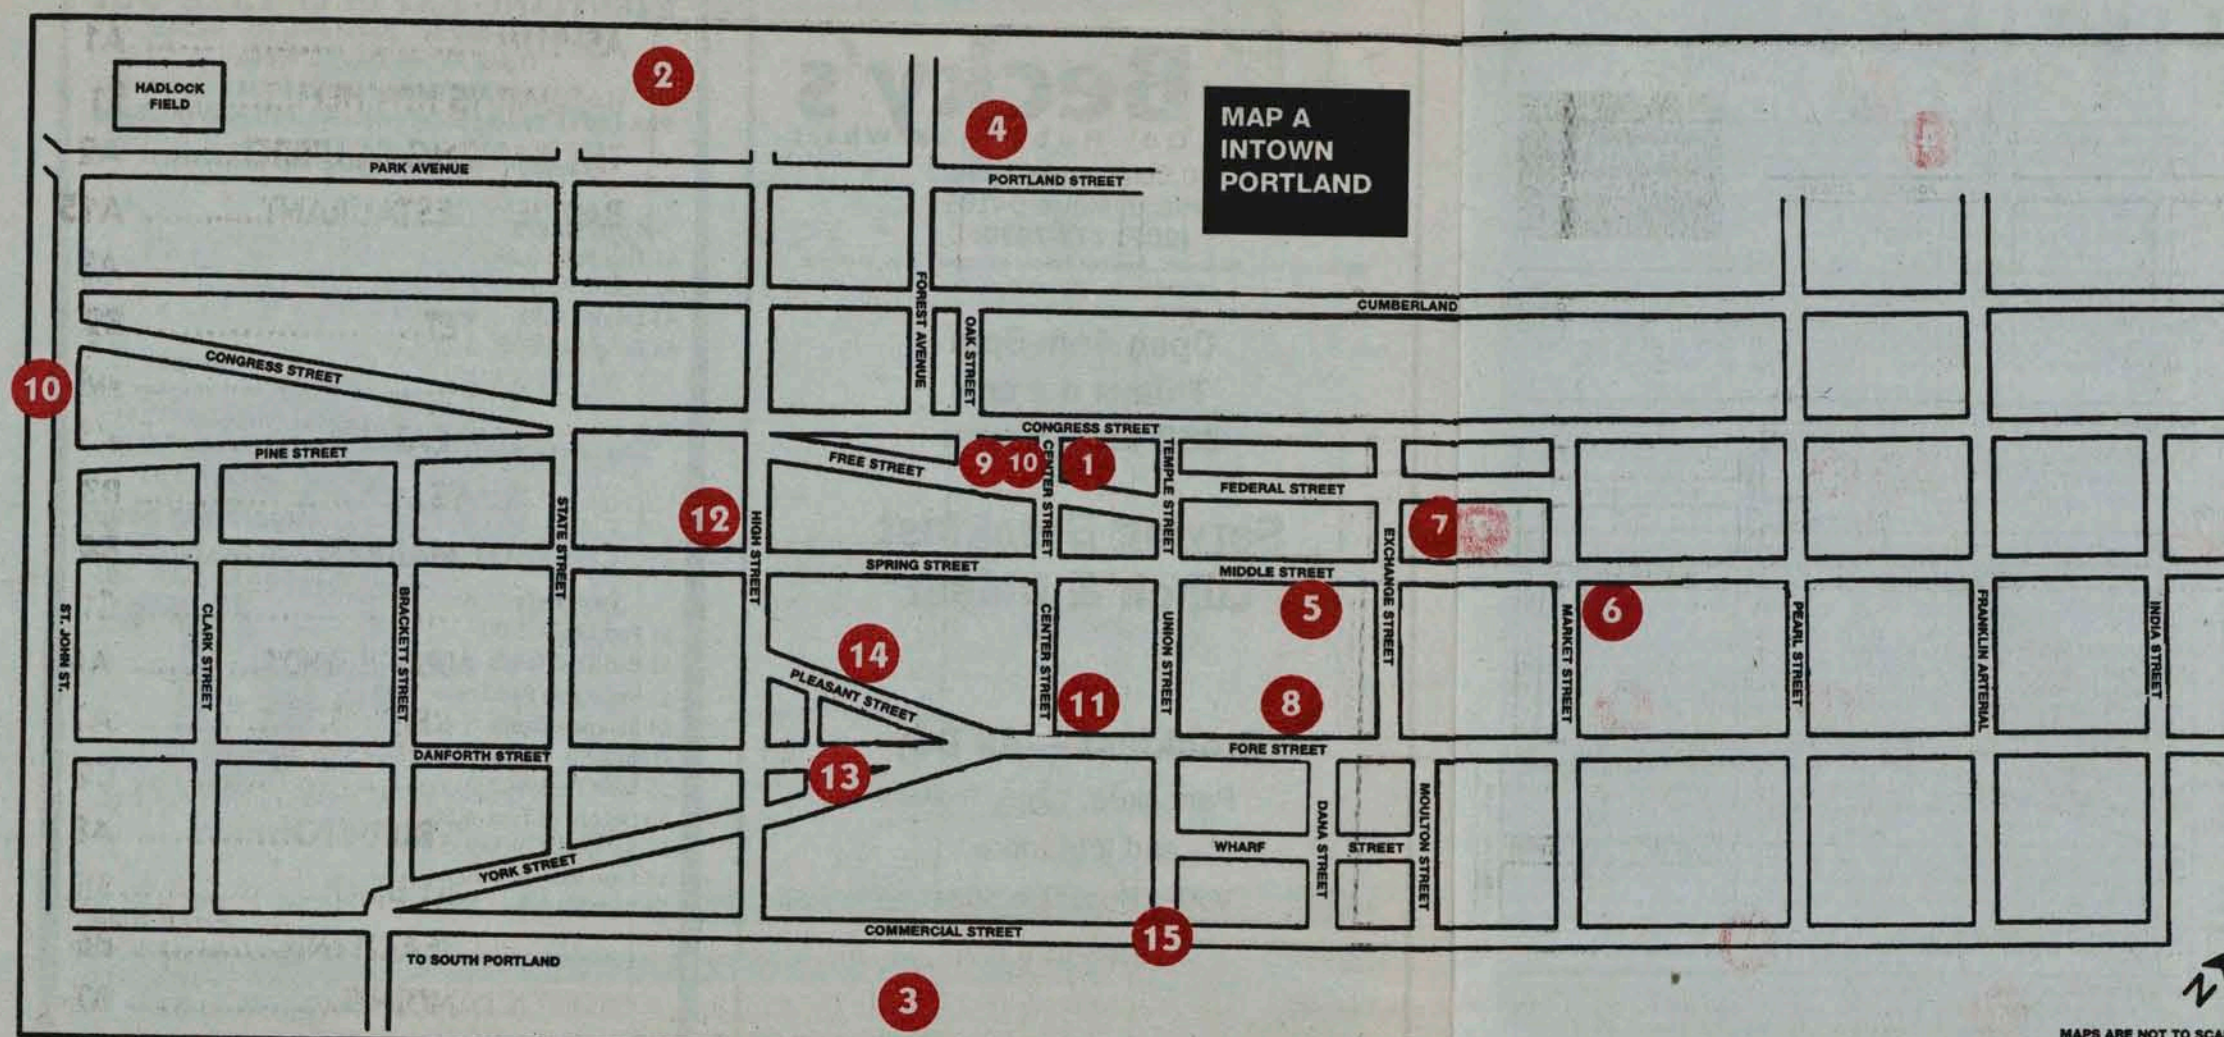 HADLOCK
FIELD
2
4
MAP A
INTOWN
PORTLAND
PARK AVENUE
PORTLAND STREET
CUMBERLAND
FOREST AVENUE
OAK STREET
CONGRESS STREET
10
CONGRESS STREET
PINE STREET
FREE STREET
9
10
CENTER STREET
1
TEMPLE STREET
FEDERAL STREET
12
STATE STREET
HIGH STREET
7
EXCHANGE STREET
SPRING STREET
MIDDLE STREET
ST. JOHN ST.
CLARK STREET
BRACKETT STREET
14
PLEASANT STREET
CENTER STREET
11
UNION STREET
5
8
MARKET STREET
6
PEARL STREET
FRANKLIN ARTERIAL
INDIA STREET
DANFORTH STREET
13
FORE STREET
YORK STREET
WHARF
DANA STREET
STREET
MOULTON STREET
COMMERCIAL STREET
15
TO SOUTH PORTLAND
3
N
MAPS ARE NOT TO